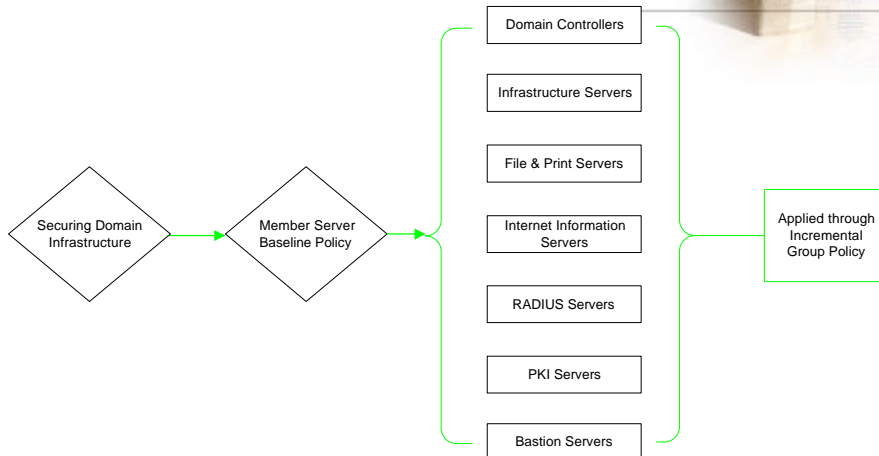 Domain Controllers
Infrastructure Servers
File & Print Servers
Securing Domain
Infrastructure
Member Server
Baseline Policy
Internet Information
Servers
Applied through
Incremental
Group Policy
RADIUS Servers
PKI Servers
Bastion Servers